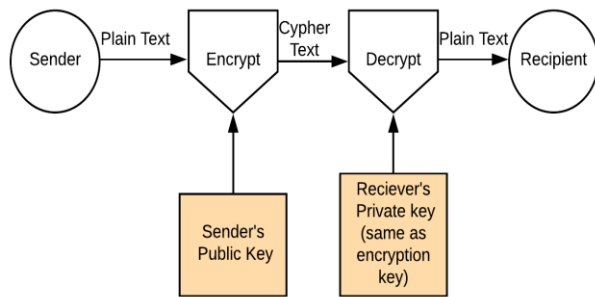 Sender
Plain Text
Encrypt
Cypher
Text
Decrypt
Plain Text
Recipient
Sender's
Public Key
Reciever's
Private key
(same as
encryption
key)